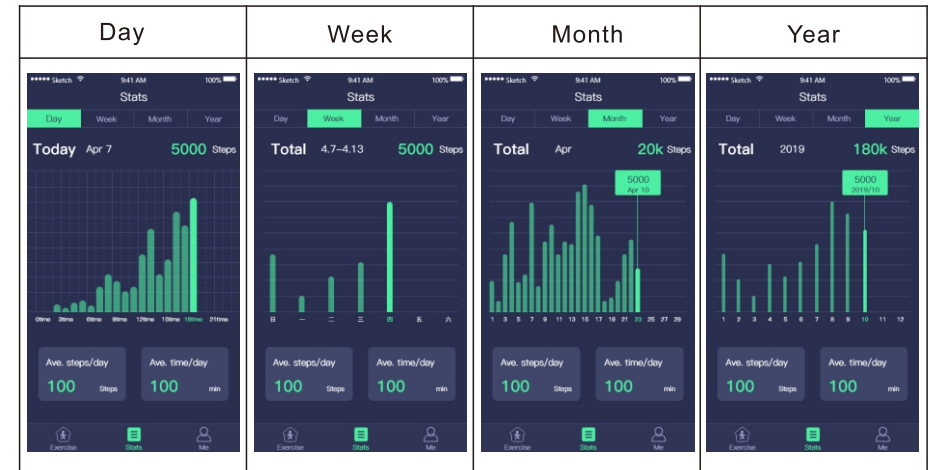 Day Week Month Year
Sketch 9:41 AM 100% Sketch 9:41 AM 100% Sketch 9:41 AM 100% Sketch 9:41 AM 100%
Stats Stats Stats Stats
Day Week Month Year Day Week Month Year Day Week Month Year Day Week Month Year
Today Apr 7 5000 Steps Total 4.7–4.13 5000 Steps Total Apr 20k Steps Total 2019 180k Steps
5000 5000
Apr 10 2019/10
0time 3time 6time 9time 12time 15time 18time 21time 日 一 二 三 四 五 六 1 3 5 7 9 11 13 15 17 19 21 23 25 27 29 1 2 3 4 5 6 7 8 9 10 11 12
Ave. steps/day Ave. time/day Ave. steps/day Ave. time/day Ave. steps/day Ave. time/day Ave. steps/day Ave. time/day
100 Steps 100 min 100 Steps 100 min 100 Steps 100 min 100 Steps 100 min
Exercise Stats Me Exercise Stats Me Exercise Stats Me Exercise Stats Me